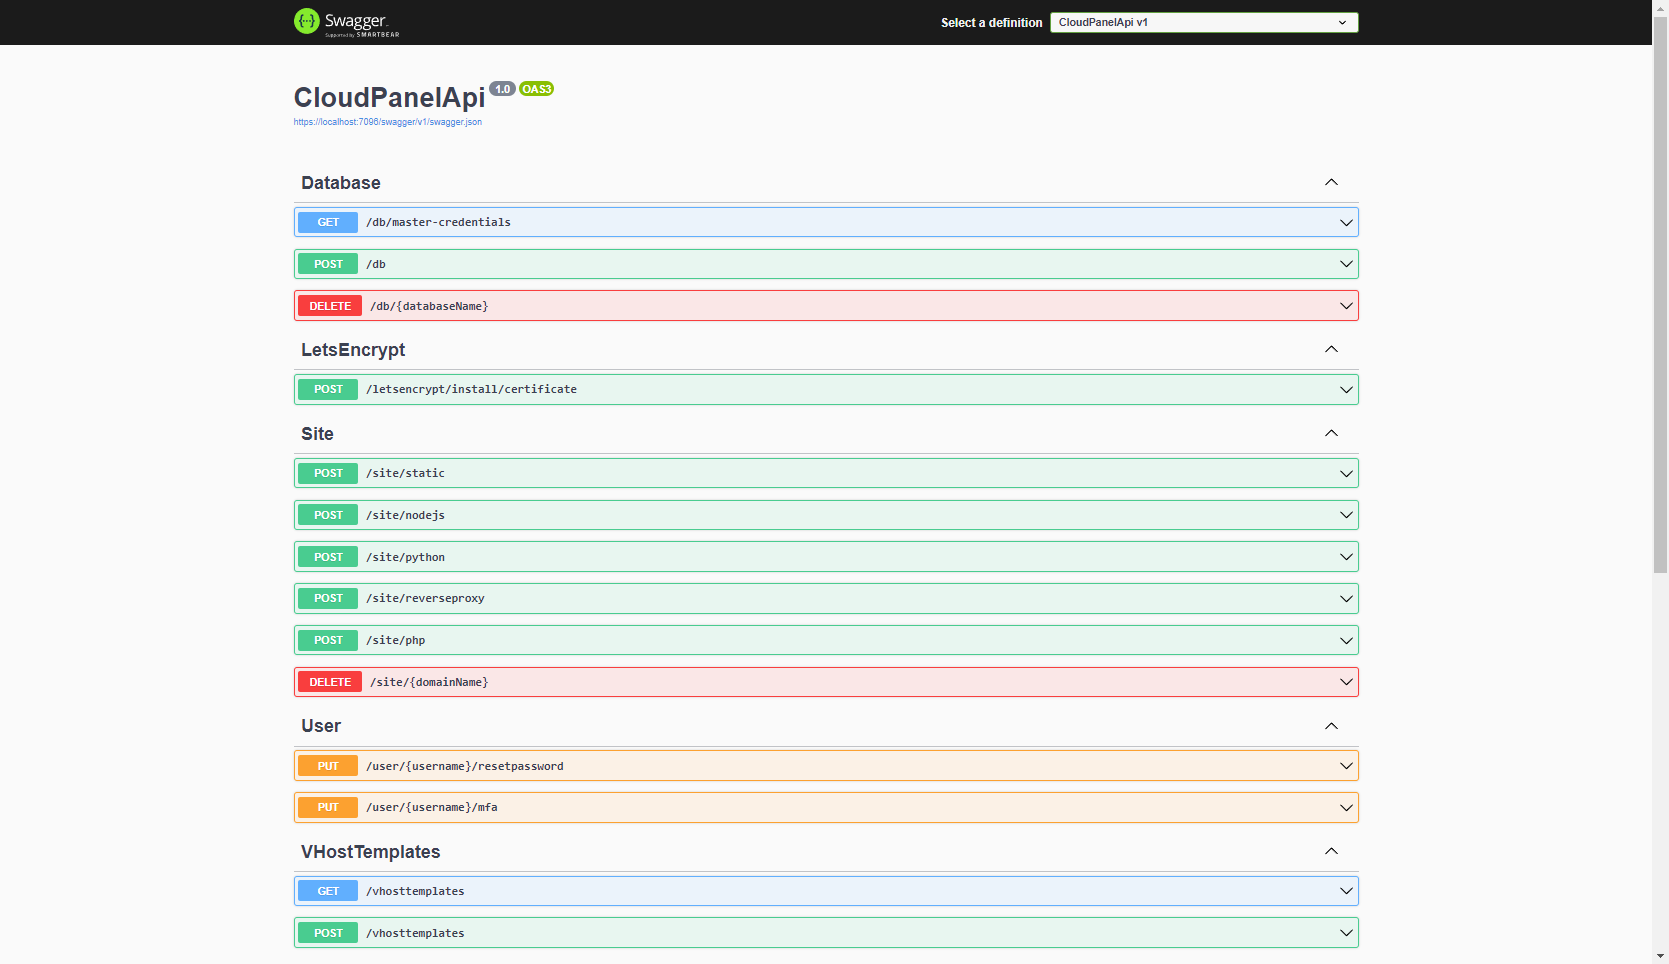 Swagger
Supported by SMARTBEAR
Select a definition
CloudPanelApi v1
CloudPanelApi 1.0 OAS3
https://localhost:7096/swagger/v1/swagger.json
Database
GET /db/master-credentials
POST /db
DELETE /db/{databaseName}
LetsEncrypt
POST /letsencrypt/install/certificate
Site
POST /site/static
POST /site/nodejs
POST /site/python
POST /site/reverseproxy
POST /site/php
DELETE /site/{domainName}
User
PUT /user/{username}/resetpassword
PUT /user/{username}/mfa
VHostTemplates
GET /vhosttemplates
POST /vhosttemplates